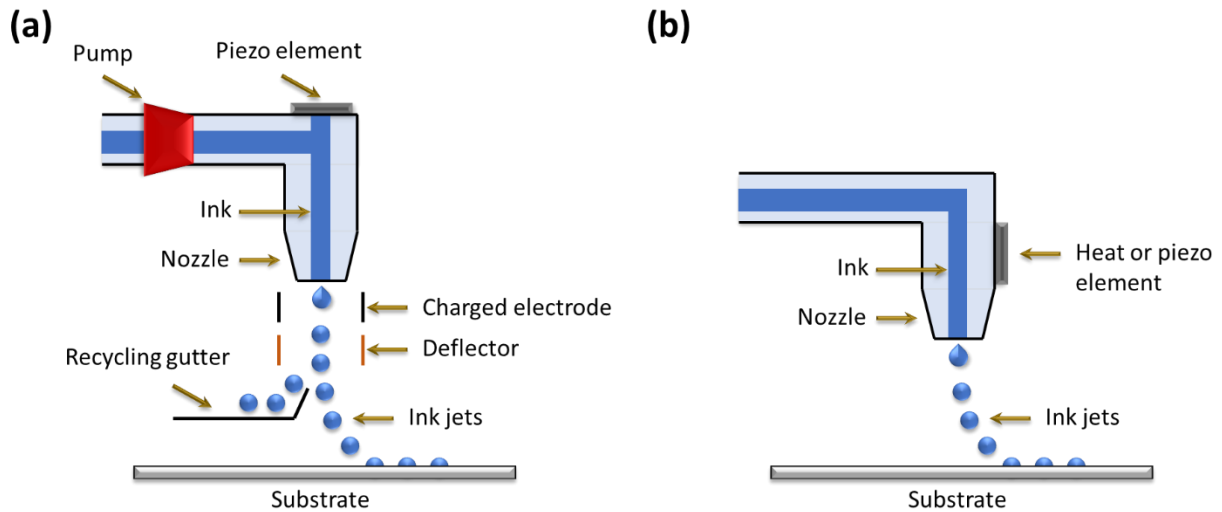 (a)
Pump
Piezo element
Ink
Nozzle
Charged electrode
Deflector
Recycling gutter
Ink jets
Substrate
(b)
Ink
Heat or piezo
element
Nozzle
Ink jets
Substrate